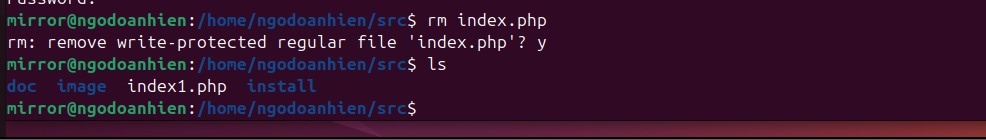 Password:
mirror@ngodoanhien:/home/ngodoanhien/src$ rm index.php
rm: remove write-protected regular file 'index.php'? y
mirror@ngodoanhien:/home/ngodoanhien/src$ ls
doc  image  index1.php  install
mirror@ngodoanhien:/home/ngodoanhien/src$